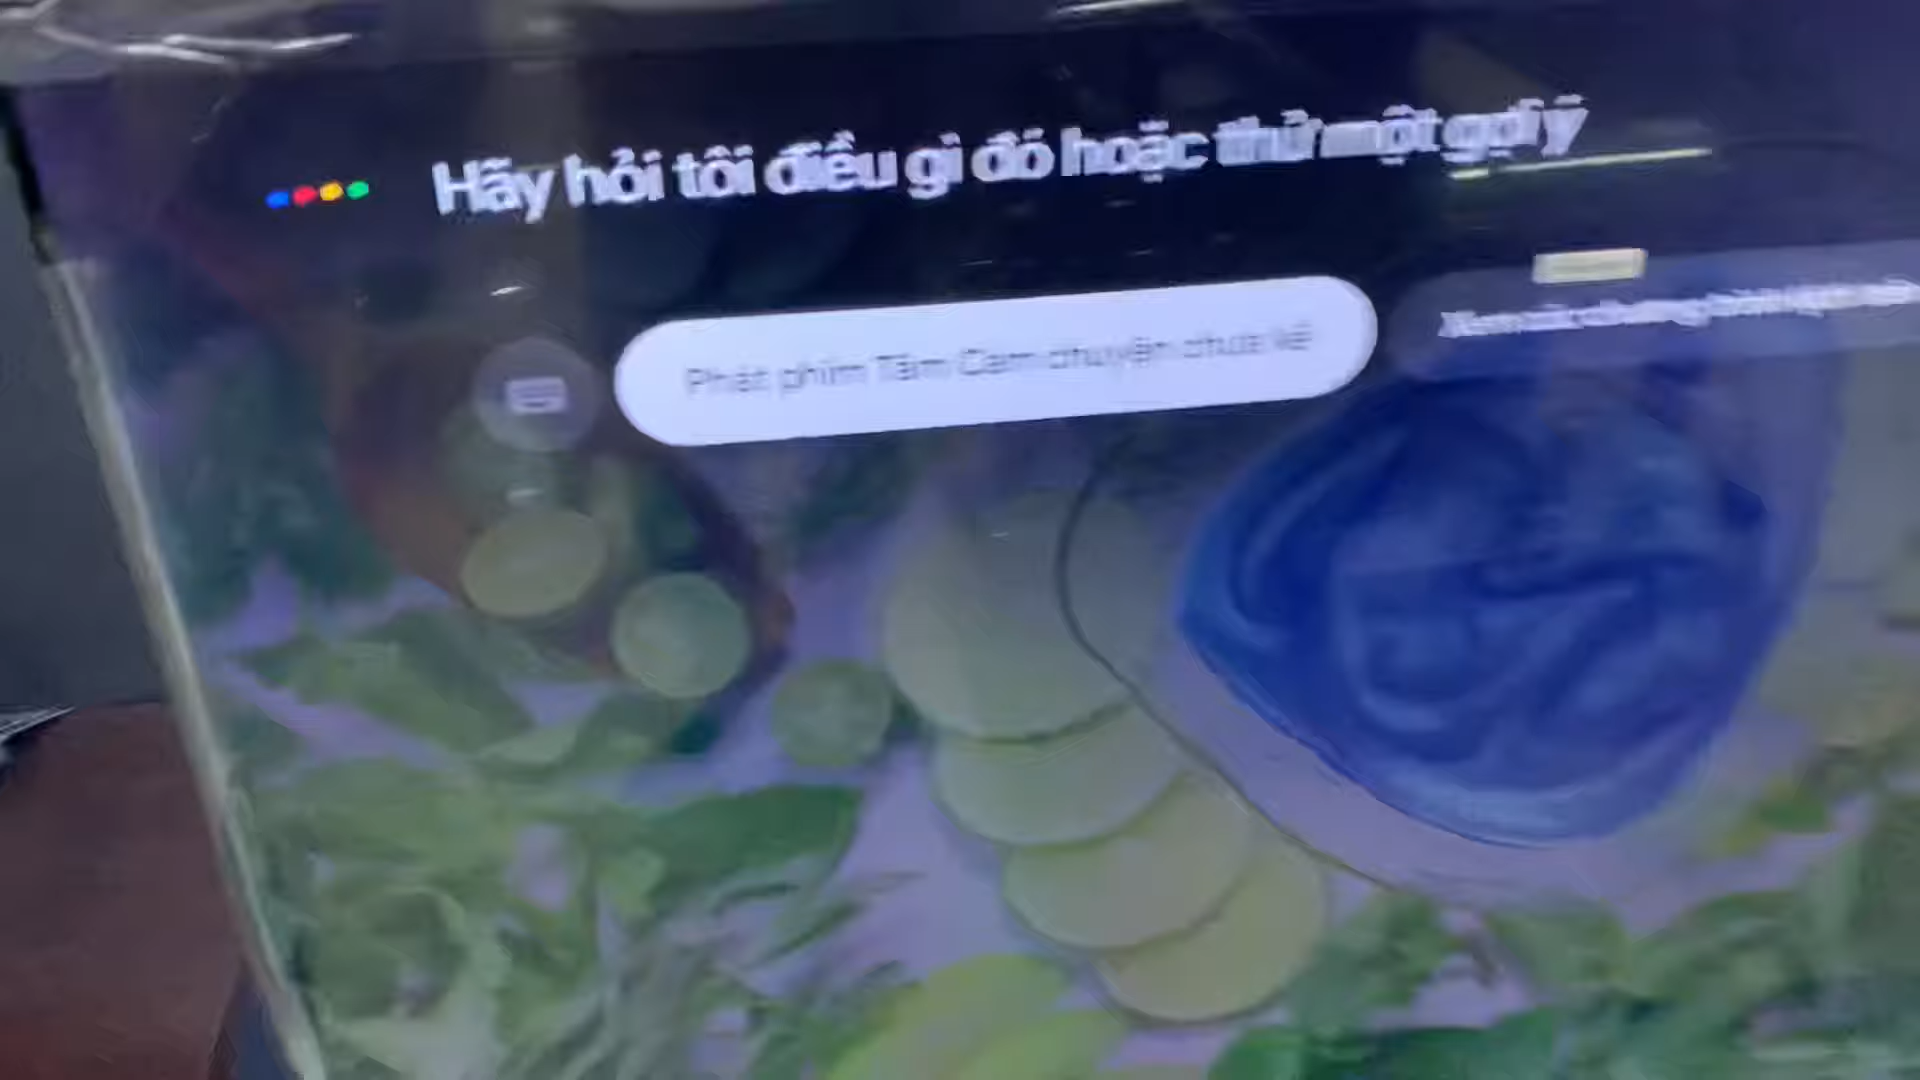 Hãy hỏi tôi điều gì đó hoặc thử một gợi ý
Phát phim Tấm Cám chuyện chưa kể